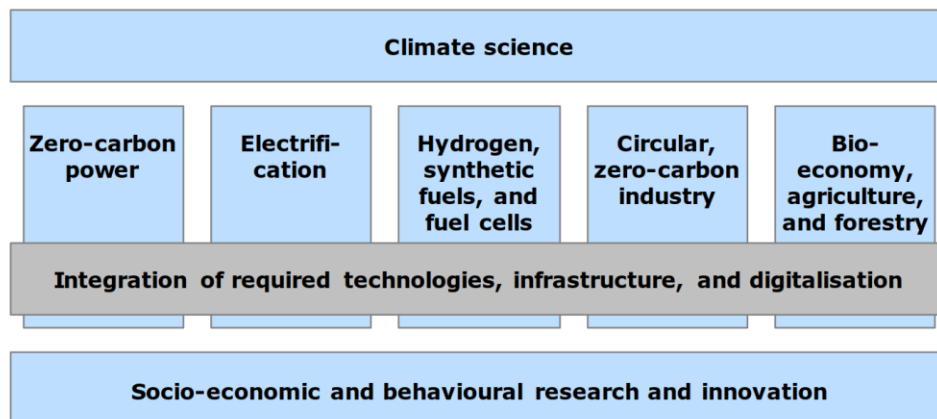 Climate science
Zero-carbon
power
Electrifi-
cation
Hydrogen,
synthetic
fuels, and
fuel cells
Circular,
zero-carbon
industry
Bio-
economy,
agriculture,
and forestry
Integration of required technologies, infrastructure, and digitalisation
Socio-economic and behavioural research and innovation